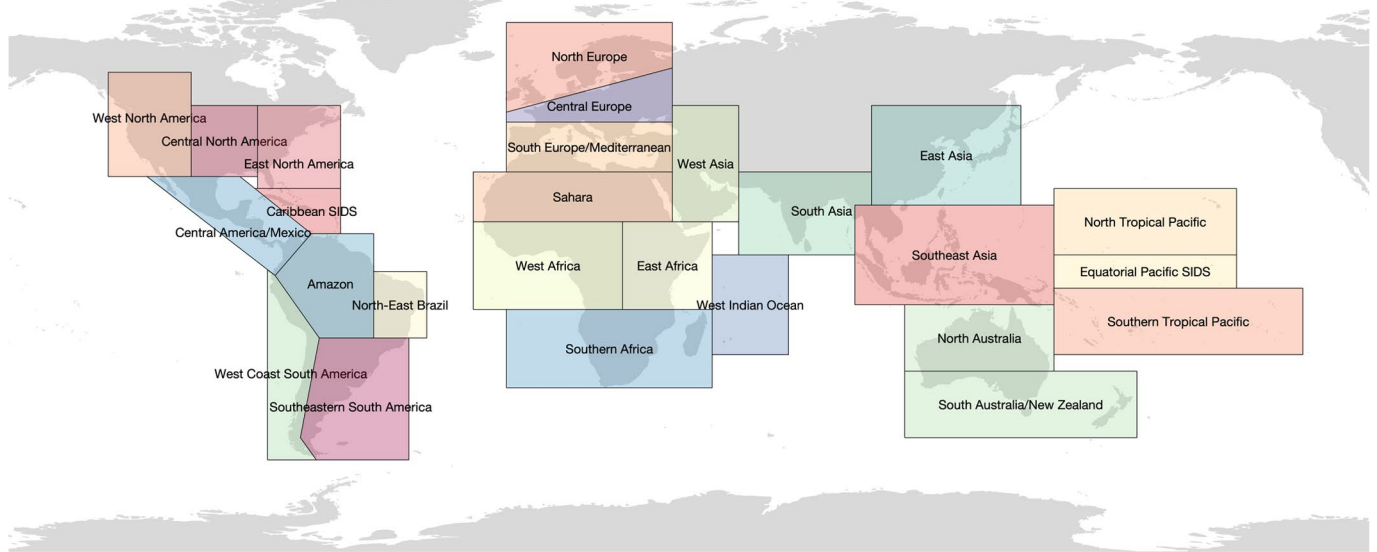 North Europe
West North America
Central Europe
Central North America
South Europe/Mediterranean
East North America
West Asia
East Asia
Sahara
Caribbean SIDS
South Asia
North Tropical Pacific
Central America/Mexico
Southeast Asia
West Africa
East Africa
Equatorial Pacific SIDS
Amazon
North-East Brazil
West Indian Ocean
Southern Tropical Pacific
North Australia
Southern Africa
West Coast South America
Southeastern South America
South Australia/New Zealand